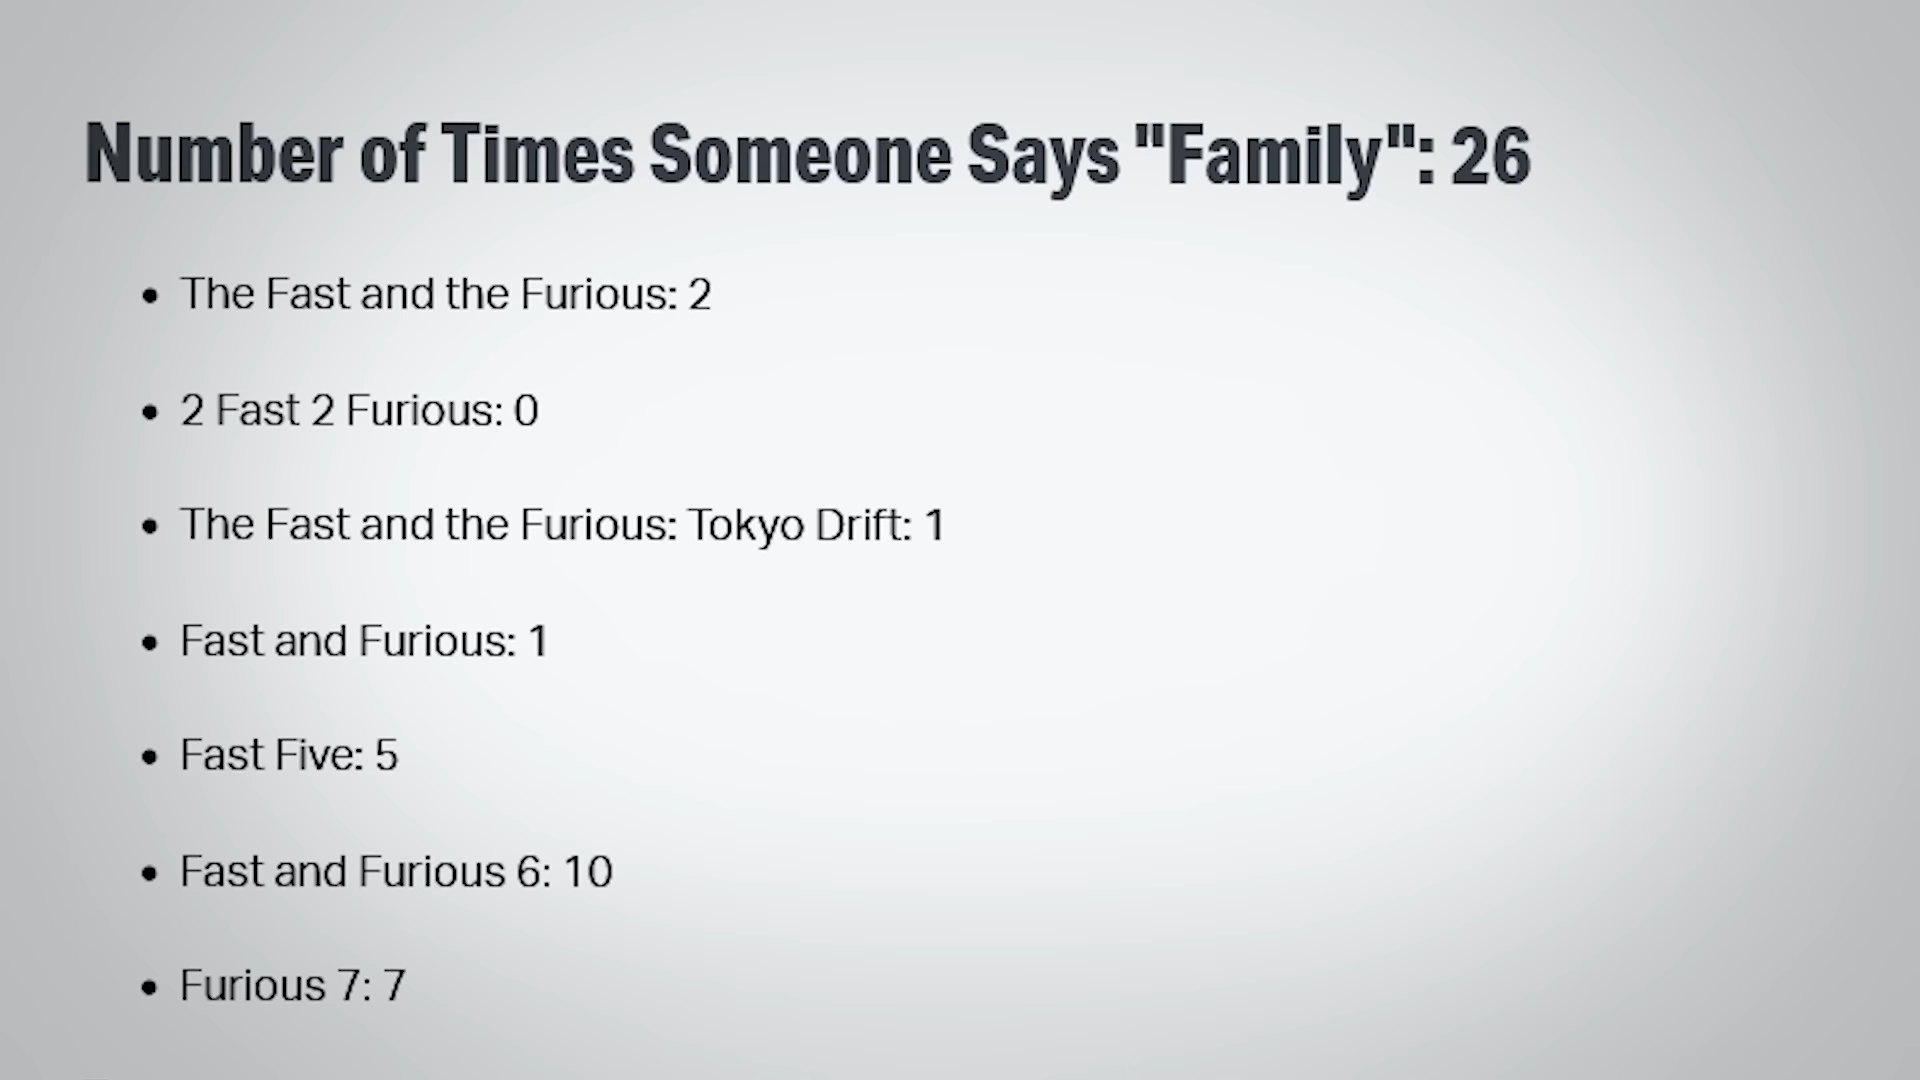 Number of Times Someone Says "Family": 26
• The Fast and the Furious: 2
• 2 Fast 2 Furious: 0
• The Fast and the Furious: Tokyo Drift: 1
• Fast and Furious: 1
• Fast Five: 5
• Fast and Furious 6: 10
• Furious 7: 7